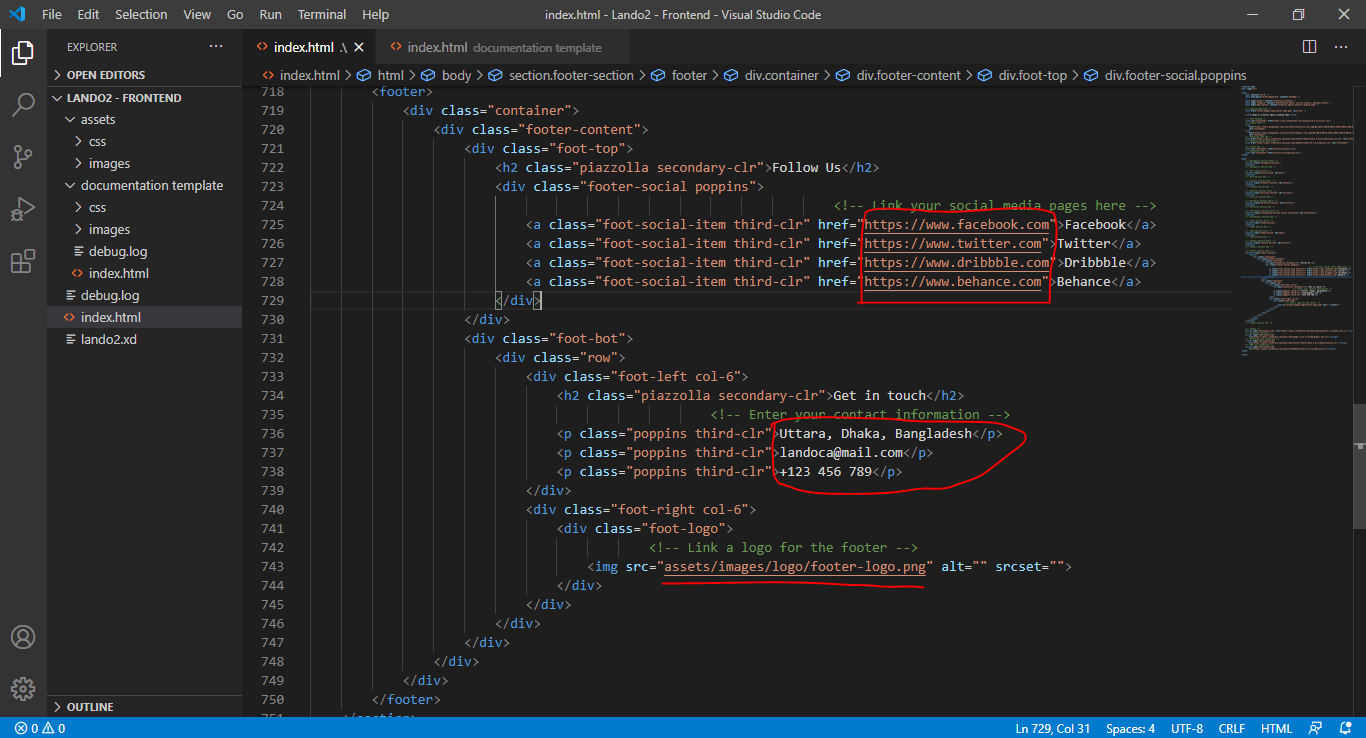 File Edit Selection View Go Run Terminal Help index.html - Lando2 - Frontend - Visual Studio Code
EXPLORER ···
OPEN EDITORS
LANDO2 - FRONTEND
assets
css
images
documentation template
css
images
debug.log
index.html
debug.log
index.html
lando2.xd
OUTLINE
index.html .\ index.html documentation template
index.html > html > body > section.footer-section > footer > div.container > div.footer-content > div.foot-top > div.footer-social.poppins
718 <footer>
719 <div class="container">
720 <div class="footer-content">
721 <div class="foot-top">
722 <h2 class="piazzolla secondary-clr">Follow Us</h2>
723 <div class="footer-social poppins">
724 <!-- Link your social media pages here -->
725 <a class="foot-social-item third-clr" href="https://www.facebook.com">Facebook</a>
726 <a class="foot-social-item third-clr" href="https://www.twitter.com">Twitter</a>
727 <a class="foot-social-item third-clr" href="https://www.dribbble.com">Dribbble</a>
728 <a class="foot-social-item third-clr" href="https://www.behance.com">Behance</a>
729 </div>
730 </div>
731 <div class="foot-bot">
732 <div class="row">
733 <div class="foot-left col-6">
734 <h2 class="piazzolla secondary-clr">Get in touch</h2>
735 <!-- Enter your contact information -->
736 <p class="poppins third-clr">Uttara, Dhaka, Bangladesh</p>
737 <p class="poppins third-clr">landoca@mail.com</p>
738 <p class="poppins third-clr">+123 456 789</p>
739 </div>
740 <div class="foot-right col-6">
741 <div class="foot-logo">
742 <!-- Link a logo for the footer -->
743 <img src="assets/images/logo/footer-logo.png" alt="" srcset="">
744 </div>
745 </div>
746 </div>
747 </div>
748 </div>
749 </div>
750 </footer>
0 0 Ln 729, Col 31 Spaces: 4 UTF-8 CRLF HTML